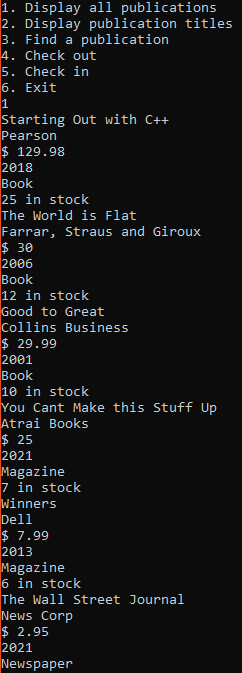 1. Display all publications
2. Display publication titles
3. Find a publication
4. Check out
5. Check in
6. Exit
1
Starting Out with C++
Pearson
$ 129.98
2018
Book
25 in stock
The World is Flat
Farrar, Straus and Giroux
$ 30
2006
Book
12 in stock
Good to Great
Collins Business
$ 29.99
2001
Book
10 in stock
You Cant Make this Stuff Up
Atrai Books
$ 25
2021
Magazine
7 in stock
Winners
Dell
$ 7.99
2013
Magazine
6 in stock
The Wall Street Journal
News Corp
$ 2.95
2021
Newspaper